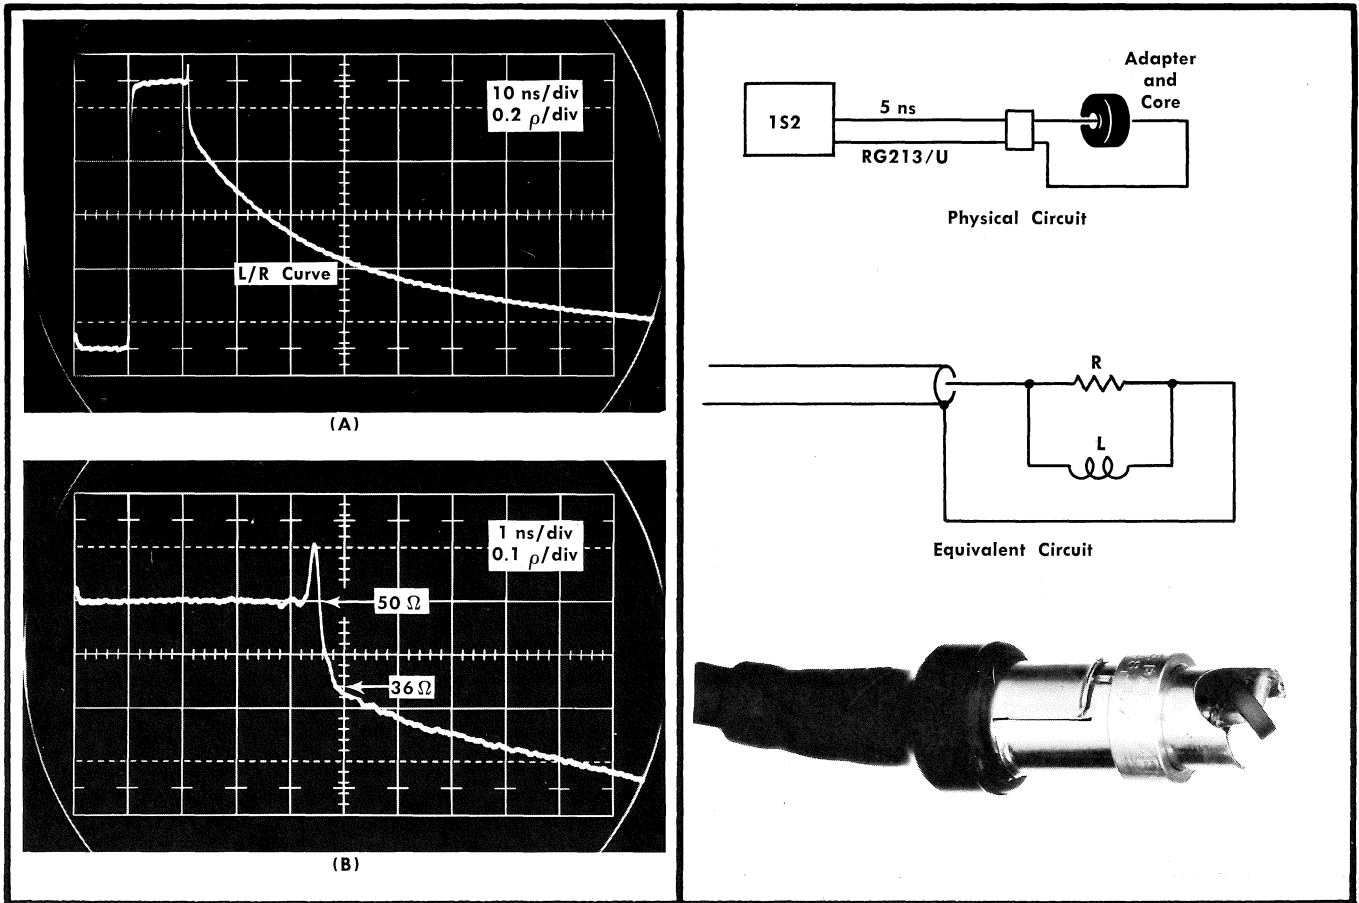 10 ns/div
0.2 ρ/div
L/R Curve
(A)
1 ns/div
0.1 ρ/div
50 Ω
36 Ω
(B)
Adapter
and
Core
1S2
5 ns
RG213/U
Physical Circuit
R
L
Equivalent Circuit